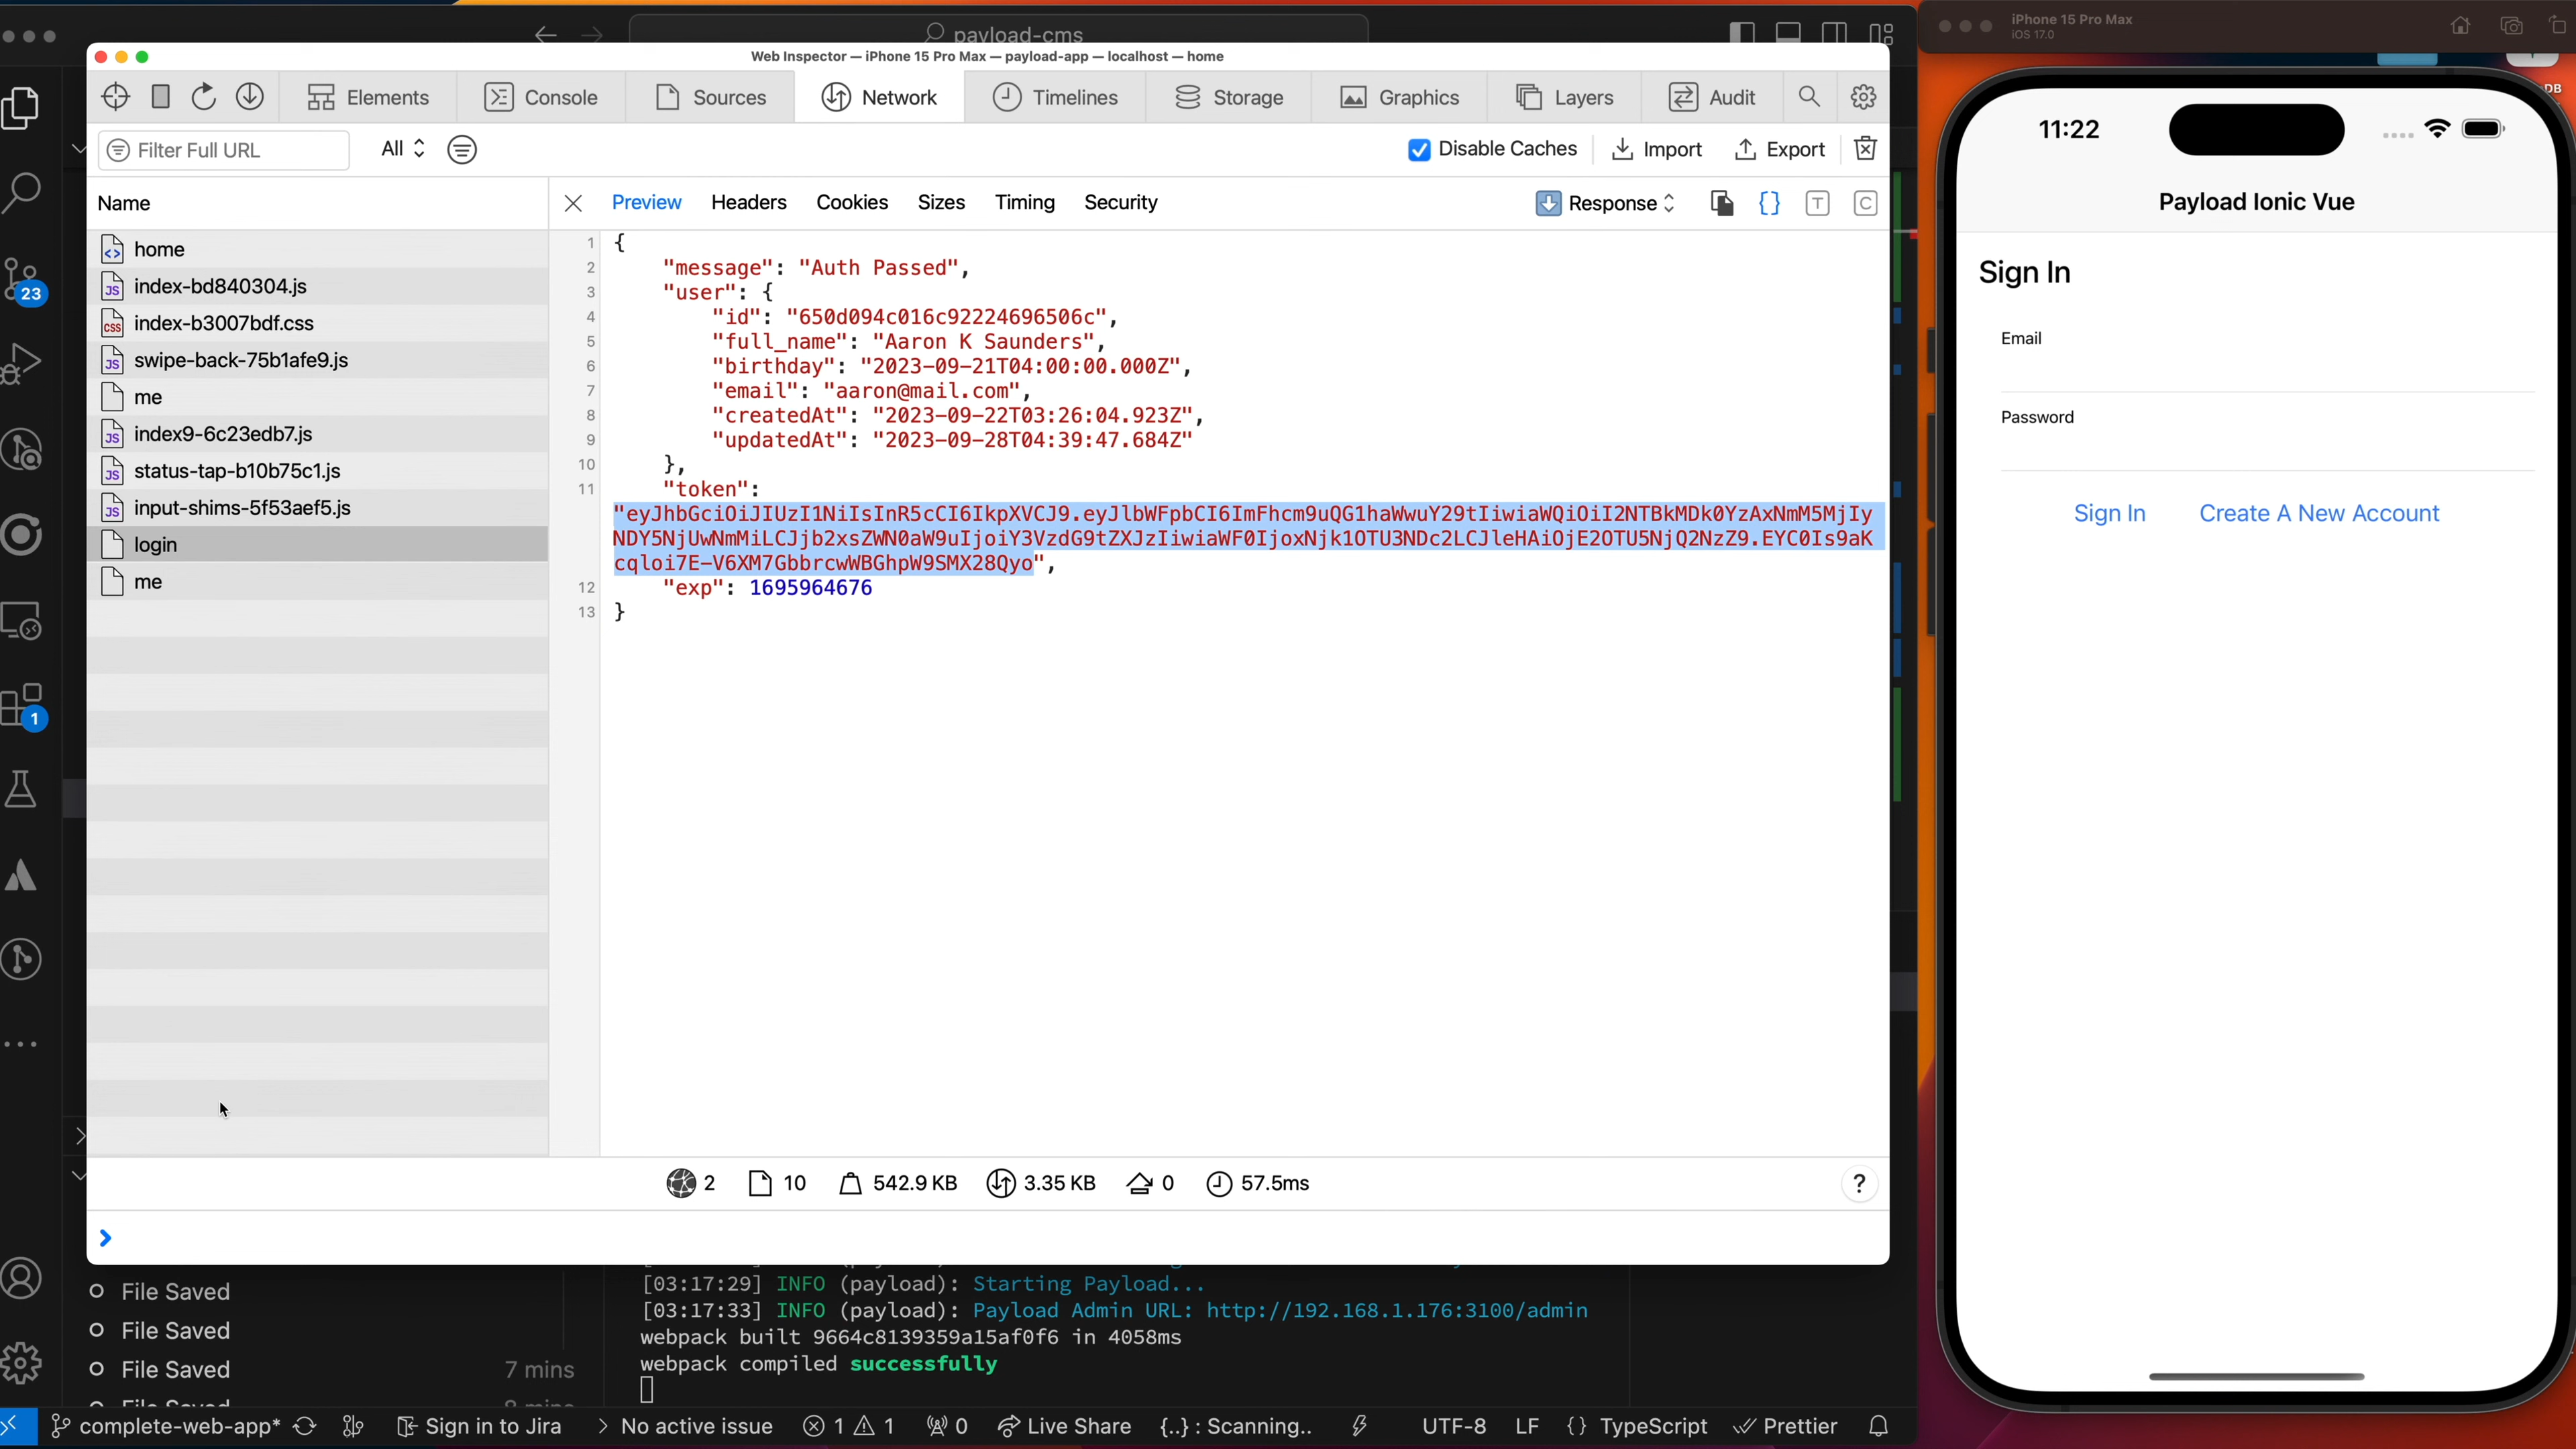 payload-cms
Web Inspector — iPhone 15 Pro Max — payload-app — localhost — home
Elements
Console
Sources
Network
Timelines
Storage
Graphics
Layers
Audit
Filter Full URL
All
Disable Caches
Import
Export
Name
Preview
Headers
Cookies
Sizes
Timing
Security
Response
T
C
home
index-bd840304.js
index-b3007bdf.css
swipe-back-75b1afe9.js
me
index9-6c23edb7.js
status-tap-b10b75c1.js
input-shims-5f53aef5.js
login
me
1 {
2 "message": "Auth Passed",
3 "user": {
4 "id": "650d094c016c92224696506c",
5 "full_name": "Aaron K Saunders",
6 "birthday": "2023-09-21T04:00:00.000Z",
7 "email": "aaron@mail.com",
8 "createdAt": "2023-09-22T03:26:04.923Z",
9 "updatedAt": "2023-09-28T04:39:47.684Z"
10 },
11 "token":
"eyJhbGciOiJIUzI1NiIsInR5cCI6IkpXVCJ9.eyJlbWFpbCI6ImFhcm9uQG1haWwuY29tIiwiaWQiOiI2NTBkMDk0YzAxNmM5MjIy
NDY5NjUwNmMiLCJjb2xsZWN0aW9uIjoiY3VzdG9tZXJzIiwiaWF0IjoxNjk1OTU3NDc2LCJleHAiOjE2OTU5NjQ2NzZ9.EYC0Is9aK
cqloi7E-V6XM7GbbrcwWBGhpW9SMX28Qyo",
12 "exp": 1695964676
13 }
2
10
542.9 KB
3.35 KB
0
57.5ms
?
23
1
File Saved
File Saved
File Saved 7 mins
[03:17:29] INFO (payload): Starting Payload...
[03:17:33] INFO (payload): Payload Admin URL: http://192.168.1.176:3100/admin
webpack built 9664c8139359a15af0f6 in 4058ms
webpack compiled successfully
complete-web-app*
Sign in to Jira
No active issue
1
1
0
Live Share
{..} : Scanning..
UTF-8
LF
{} TypeScript
Prettier
iPhone 15 Pro Max
iOS 17.0
DB
11:22
Payload Ionic Vue
Sign In
Email
Password
Sign In
Create A New Account